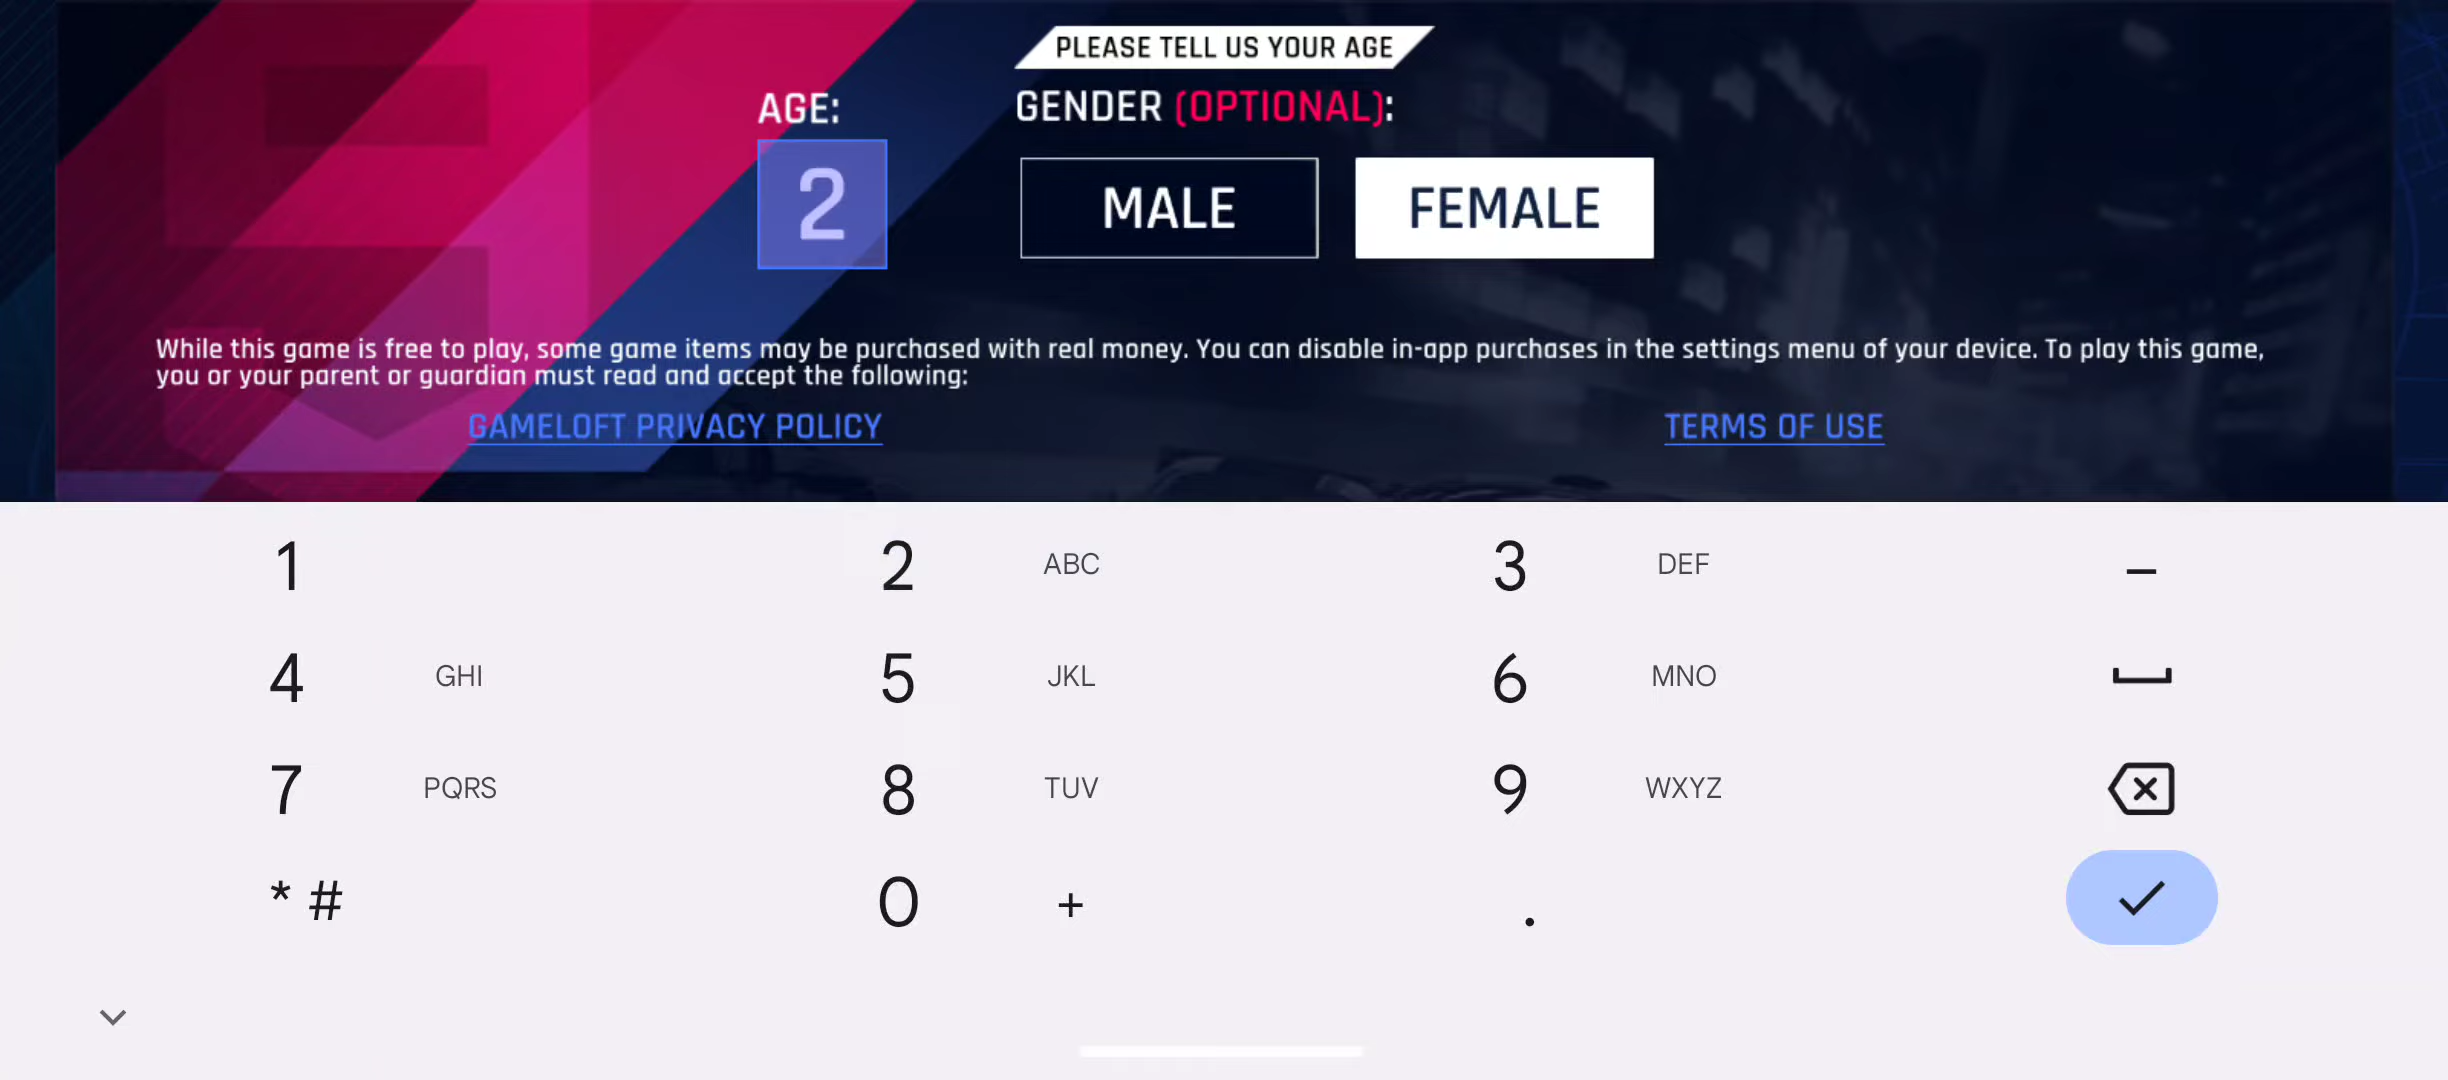 PLEASE TELL US YOUR AGE
AGE:
GENDER (OPTIONAL):
2
MALE
FEMALE
While this game is free to play, some game items may be purchased with real money. You can disable in-app purchases in the settings menu of your device. To play this game,
you or your parent or guardian must read and accept the following:
GAMELOFT PRIVACY POLICY
TERMS OF USE
1
2 ABC
3 DEF
–
4 GHI
5 JKL
6 MNO
7 PQRS
8 TUV
9 WXYZ
* #
0 +
.